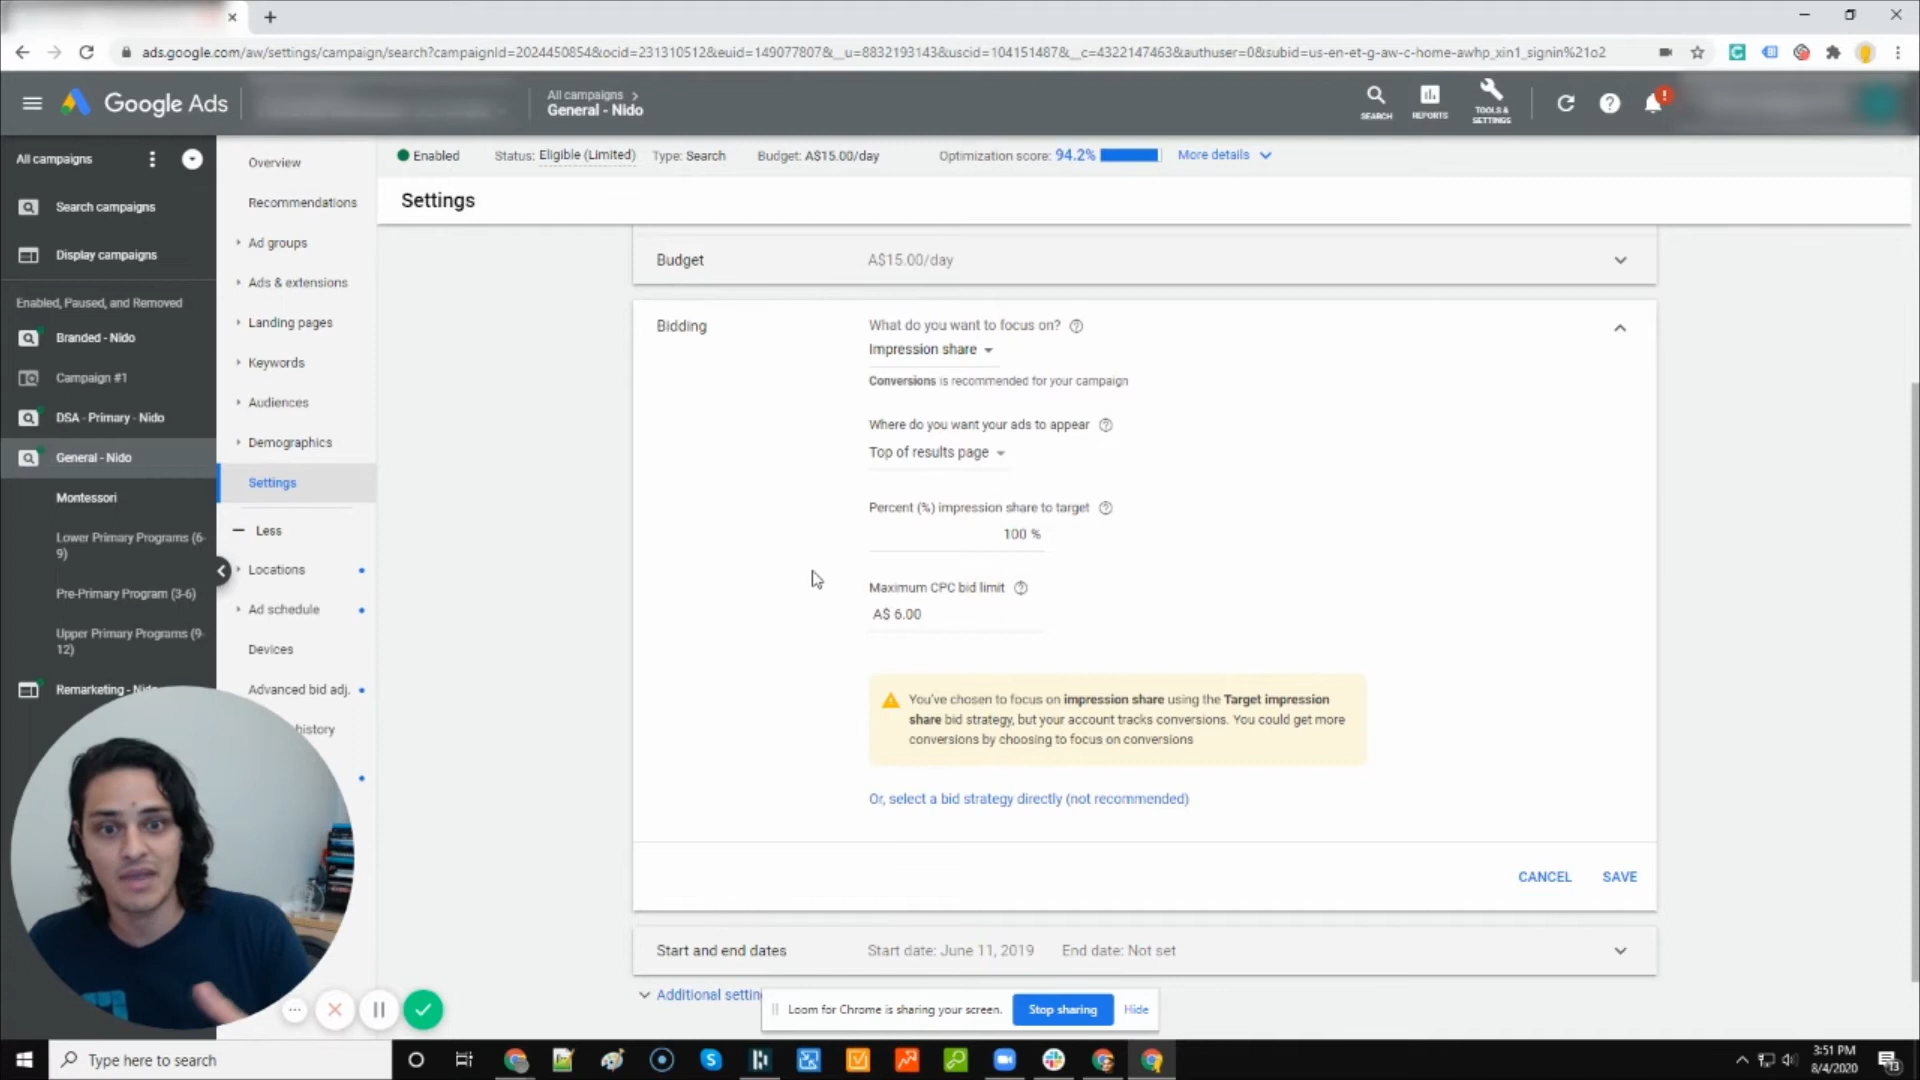 ads.google.com/aw/settings/campaign/search?campaignId=2024450854&ocid=231310512&euid=149077807&__u=8832193143&uscid=104151487&__c=4322147463&authuser=0&subid=us-en-et-g-aw-c-home-awhp_xin1_signin%21o2
Google Ads
All campaigns >
General - Nido
SEARCH
REPORTS
TOOLS &
SETTINGS
!
All campaigns
Search campaigns
Display campaigns
Enabled, Paused, and Removed
Branded - Nido
Campaign #1
DSA - Primary - Nido
General - Nido
Montessori
Lower Primary Programs (6-
9)
Pre-Primary Program (3-6)
Upper Primary Programs (9-
12)
Remarketing - Nido
Overview
Recommendations
Ad groups
Ads & extensions
Landing pages
Keywords
Audiences
Demographics
Settings
Less
Locations
Ad schedule
Devices
Advanced bid adj.
history
Enabled
Status: Eligible (Limited)
Type: Search
Budget: A$15.00/day
Optimization score: 94.2%
More details
Settings
Budget
A$15.00/day
Bidding
What do you want to focus on?
Impression share
Conversions is recommended for your campaign
Where do you want your ads to appear
Top of results page
Percent (%) impression share to target
100 %
Maximum CPC bid limit
A$ 6.00
You've chosen to focus on impression share using the Target impression
share bid strategy, but your account tracks conversions. You could get more
conversions by choosing to focus on conversions
Or, select a bid strategy directly (not recommended)
CANCEL
SAVE
Start and end dates
Start date: June 11, 2019
End date: Not set
Additional settin
Loom for Chrome is sharing your screen.
Stop sharing
Hide
Type here to search
3:51 PM
8/4/2020
13